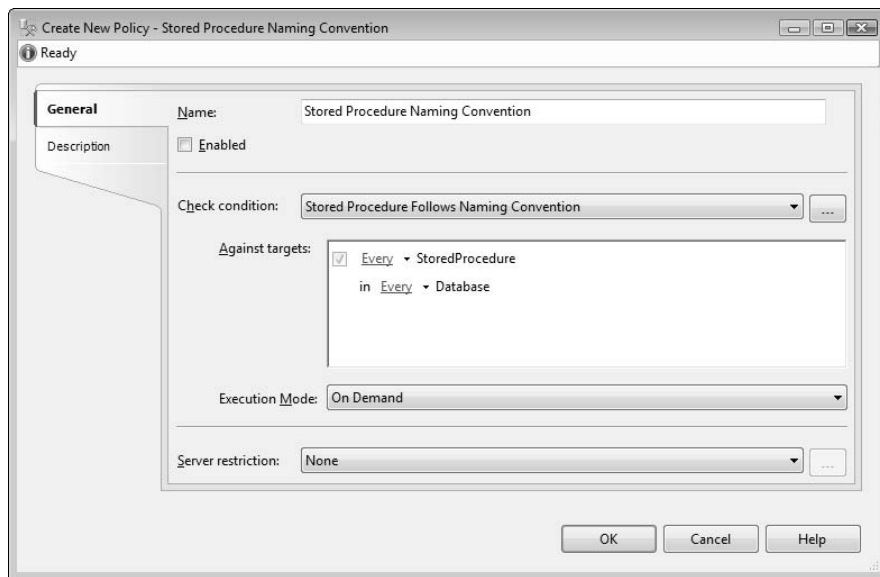 Create New Policy - Stored Procedure Naming Convention
Ready
General
Description
Name: Stored Procedure Naming Convention
Enabled
Check condition: Stored Procedure Follows Naming Convention ...
Against targets: Every StoredProcedure
in Every Database
Execution Mode: On Demand
Server restriction: None ...
OK Cancel Help